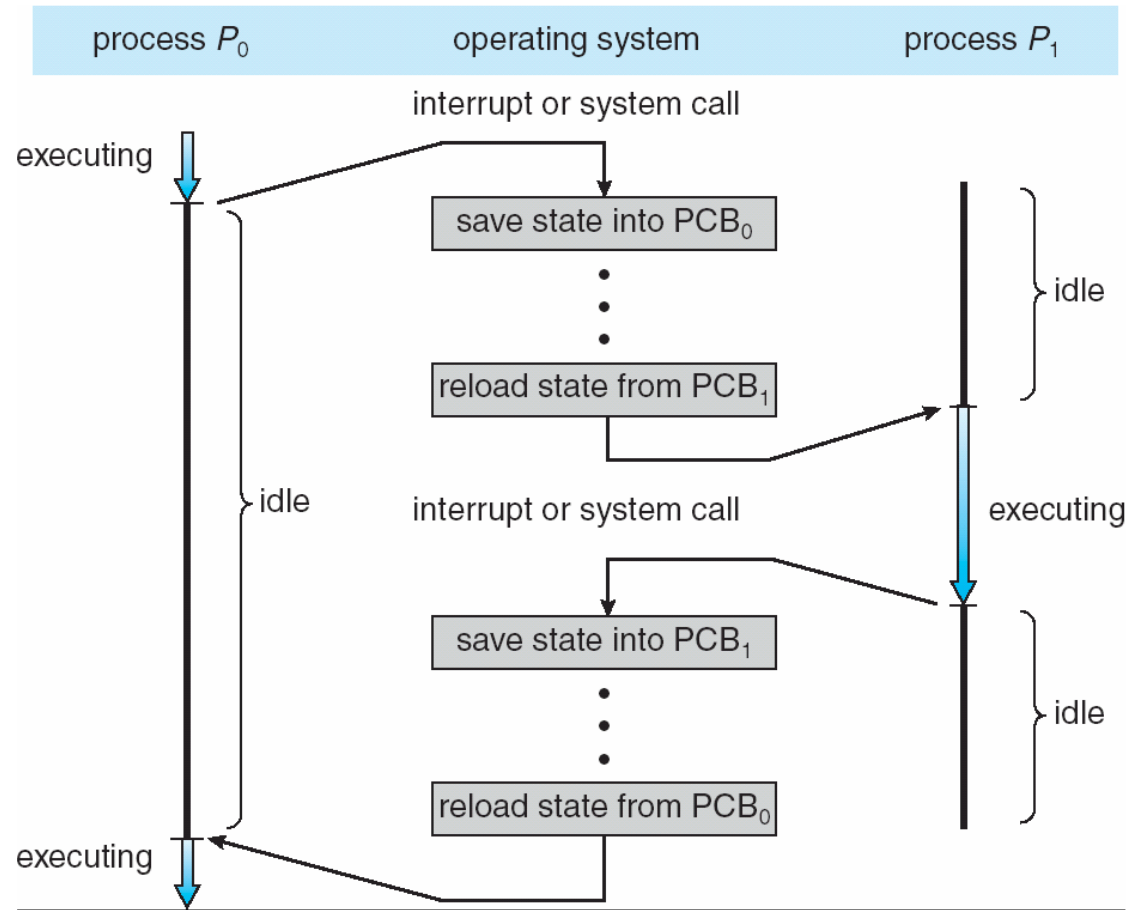 process P₀ operating system process P₁
interrupt or system call
executing
save state into PCB₀
idle
reload state from PCB₁
idle
interrupt or system call
executing
save state into PCB₁
idle
reload state from PCB₀
executing